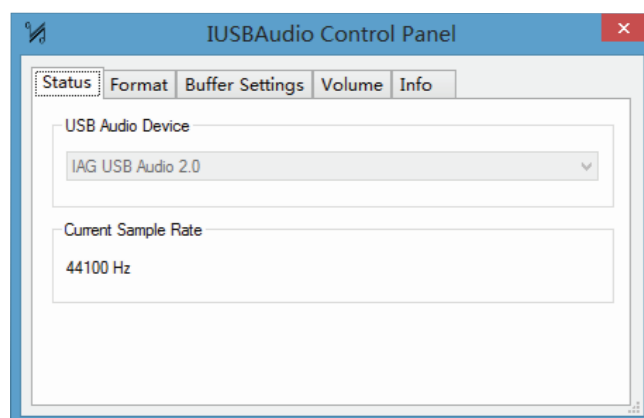 IUSBAudio Control Panel
Status Format Buffer Settings Volume Info
USB Audio Device
IAG USB Audio 2.0
Current Sample Rate
44100 Hz